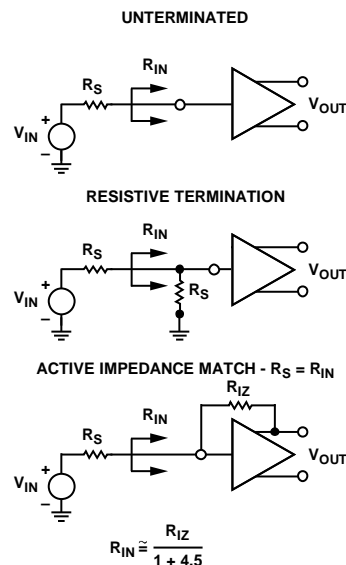 UNTERMINATED
R_IN
R_S
V_IN
+
–
V_OUT
RESISTIVE TERMINATION
R_IN
R_S
R_S
V_IN
+
–
V_OUT
ACTIVE IMPEDANCE MATCH - R_S = R_IN
R_IZ
R_IN
R_S
V_IN
+
–
V_OUT
R_IN ≅ R_IZ / 1 + 4.5